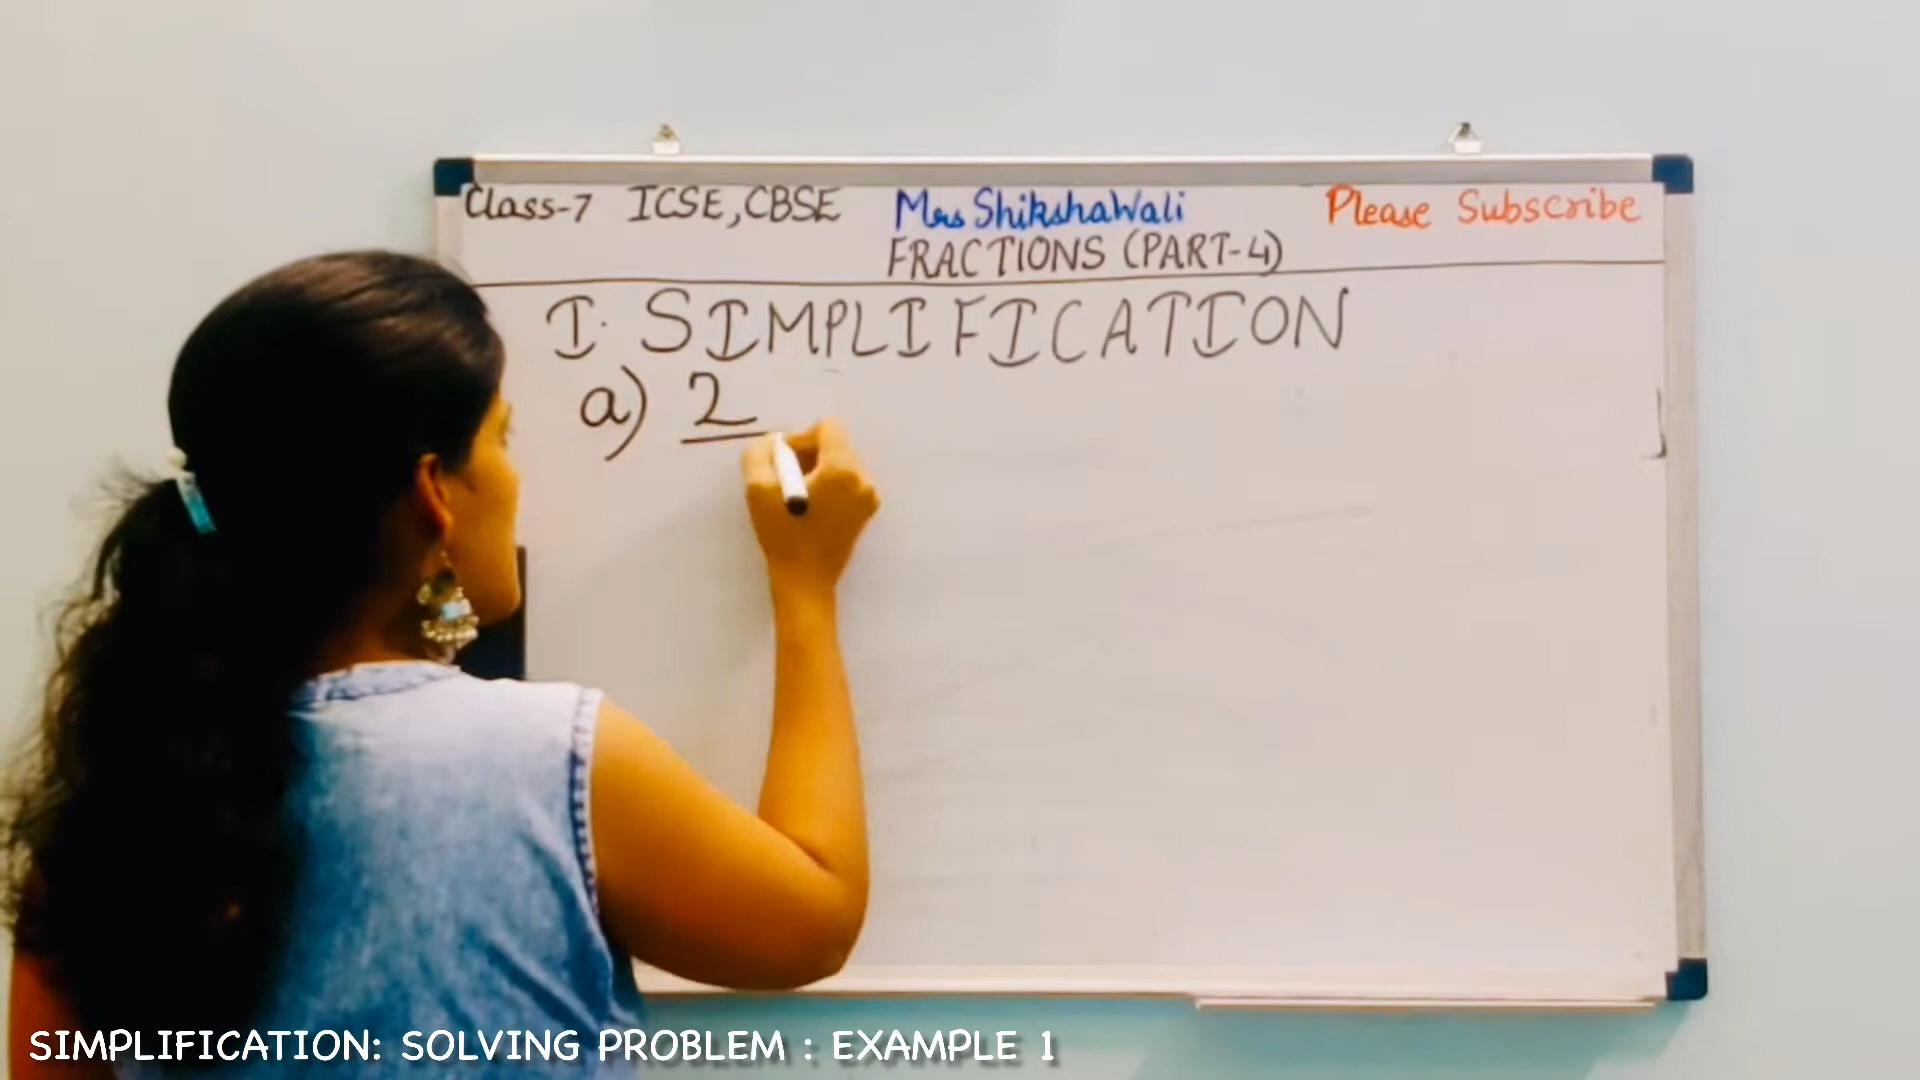 Class-7 ICSE, CBSE Mrs ShikshaWali Please Subscribe
FRACTIONS (PART-4)
I. SIMPLIFICATION
a) 2
SIMPLIFICATION: SOLVING PROBLEM : EXAMPLE 1